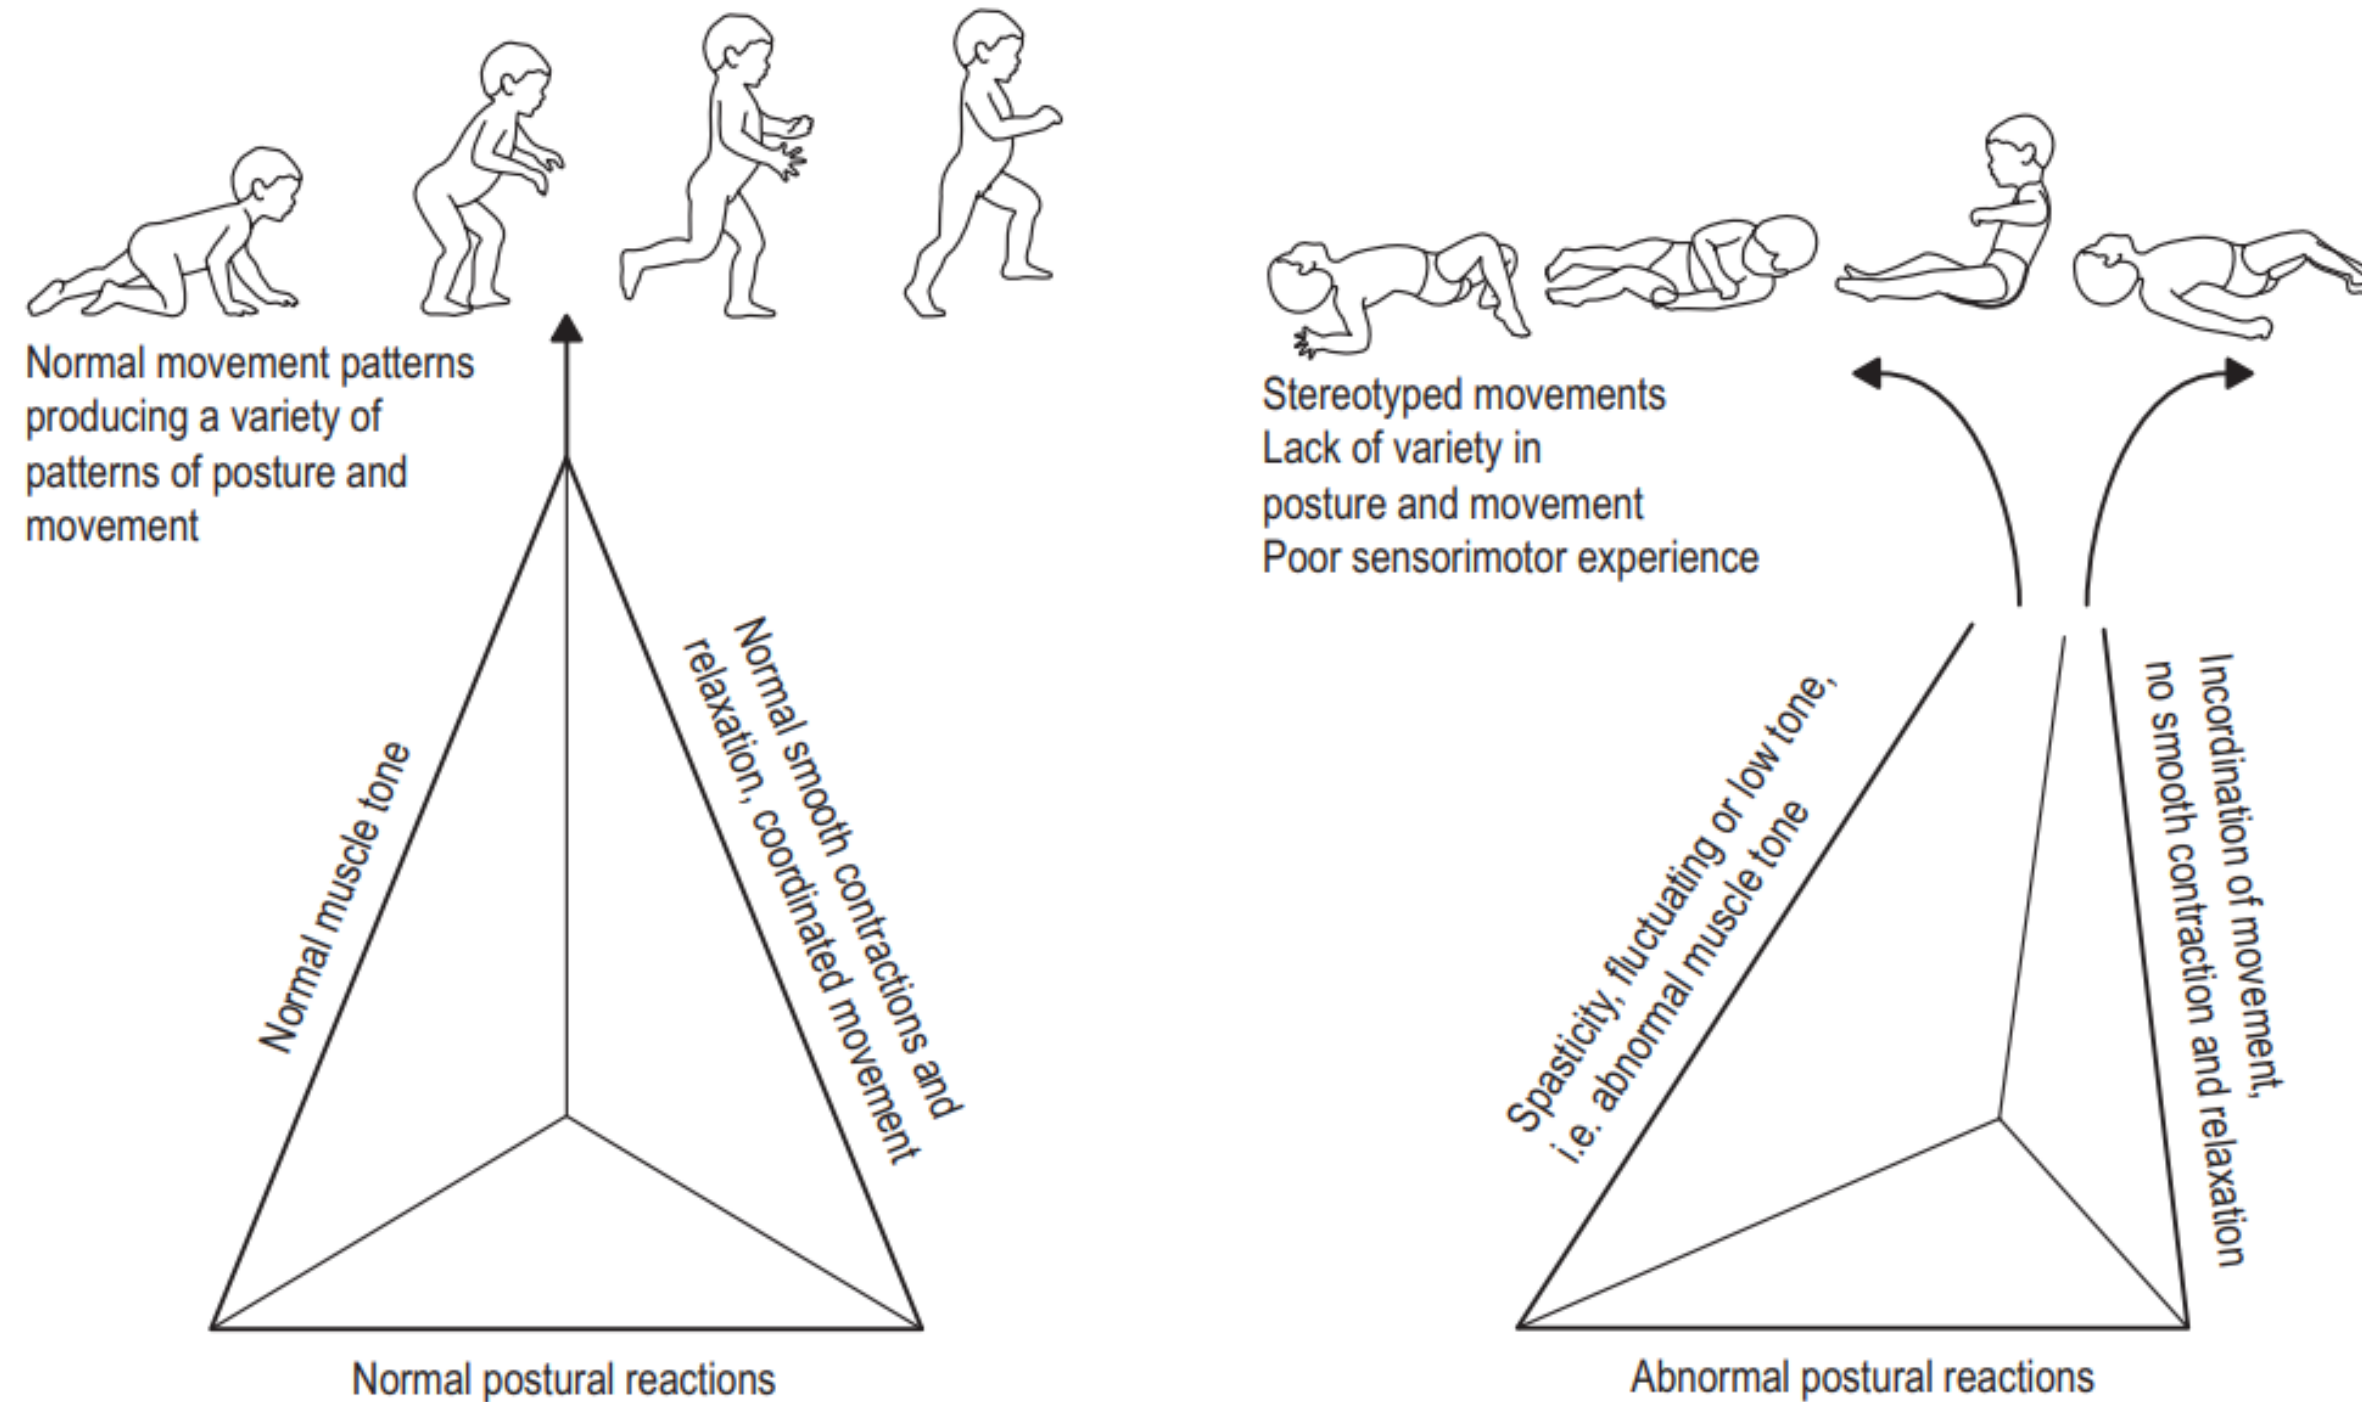 Normal movement patterns
producing a variety of
patterns of posture and
movement
Normal muscle tone
Normal smooth contractions and
relaxation, coordinated movement
Normal postural reactions
Stereotyped movements
Lack of variety in
posture and movement
Poor sensorimotor experience
Spasticity, fluctuating or low tone,
i.e. abnormal muscle tone
Incordination of movement,
no smooth contraction and relaxation
Abnormal postural reactions